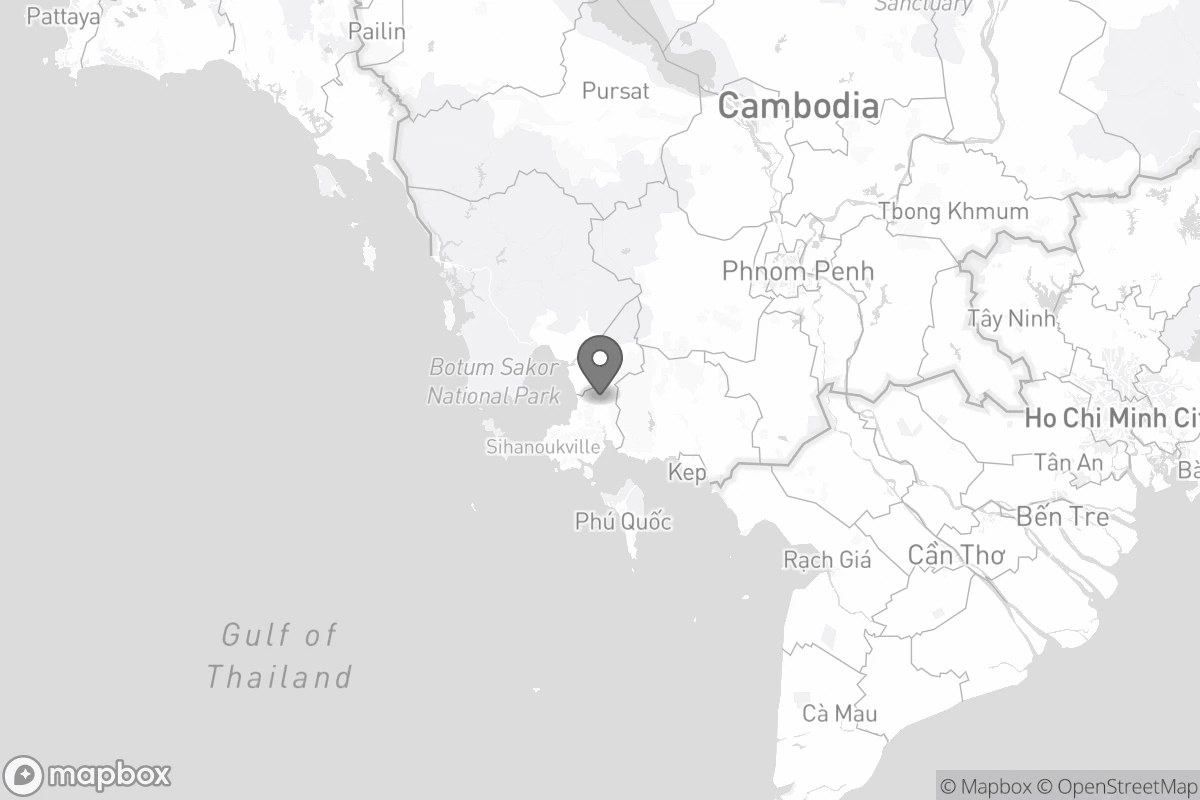 Sanctuary
Pattaya
Pailin
Pursat
Cambodia
Tbong Khmum
Phnom Penh
Tây Ninh
Botum Sakor
National Park
Ho Chi Minh Cit
Sihanoukville
Kep
Tân An
Bà
Phú Quốc
Bến Tre
Rạch Giá
Cần Thơ
Gulf of
Thailand
Cà Mau
mapbox
© Mapbox © OpenStreetMap